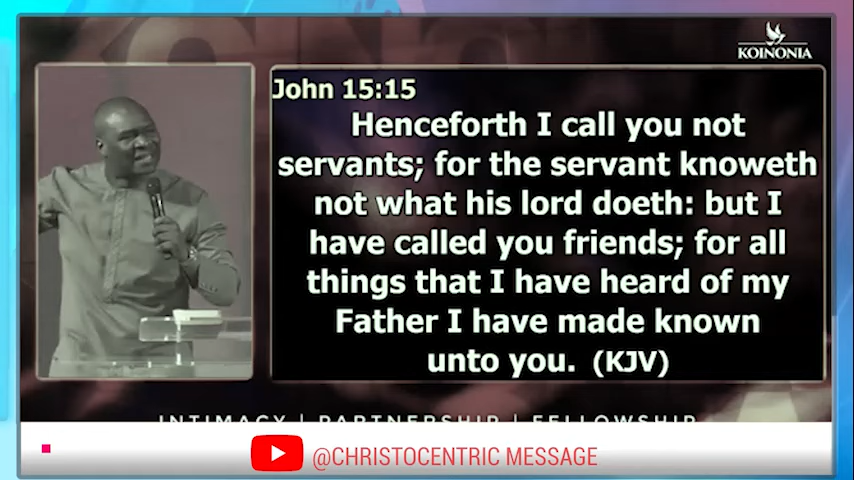 KOINONIA
John 15:15
Henceforth I call you not
servants; for the servant knoweth
not what his lord doeth: but I
have called you friends; for all
things that I have heard of my
Father I have made known
unto you. (KJV)
INTIMACY | PARTNERSHIP | FELLOWSHIP
@CHRISTOCENTRIC MESSAGE